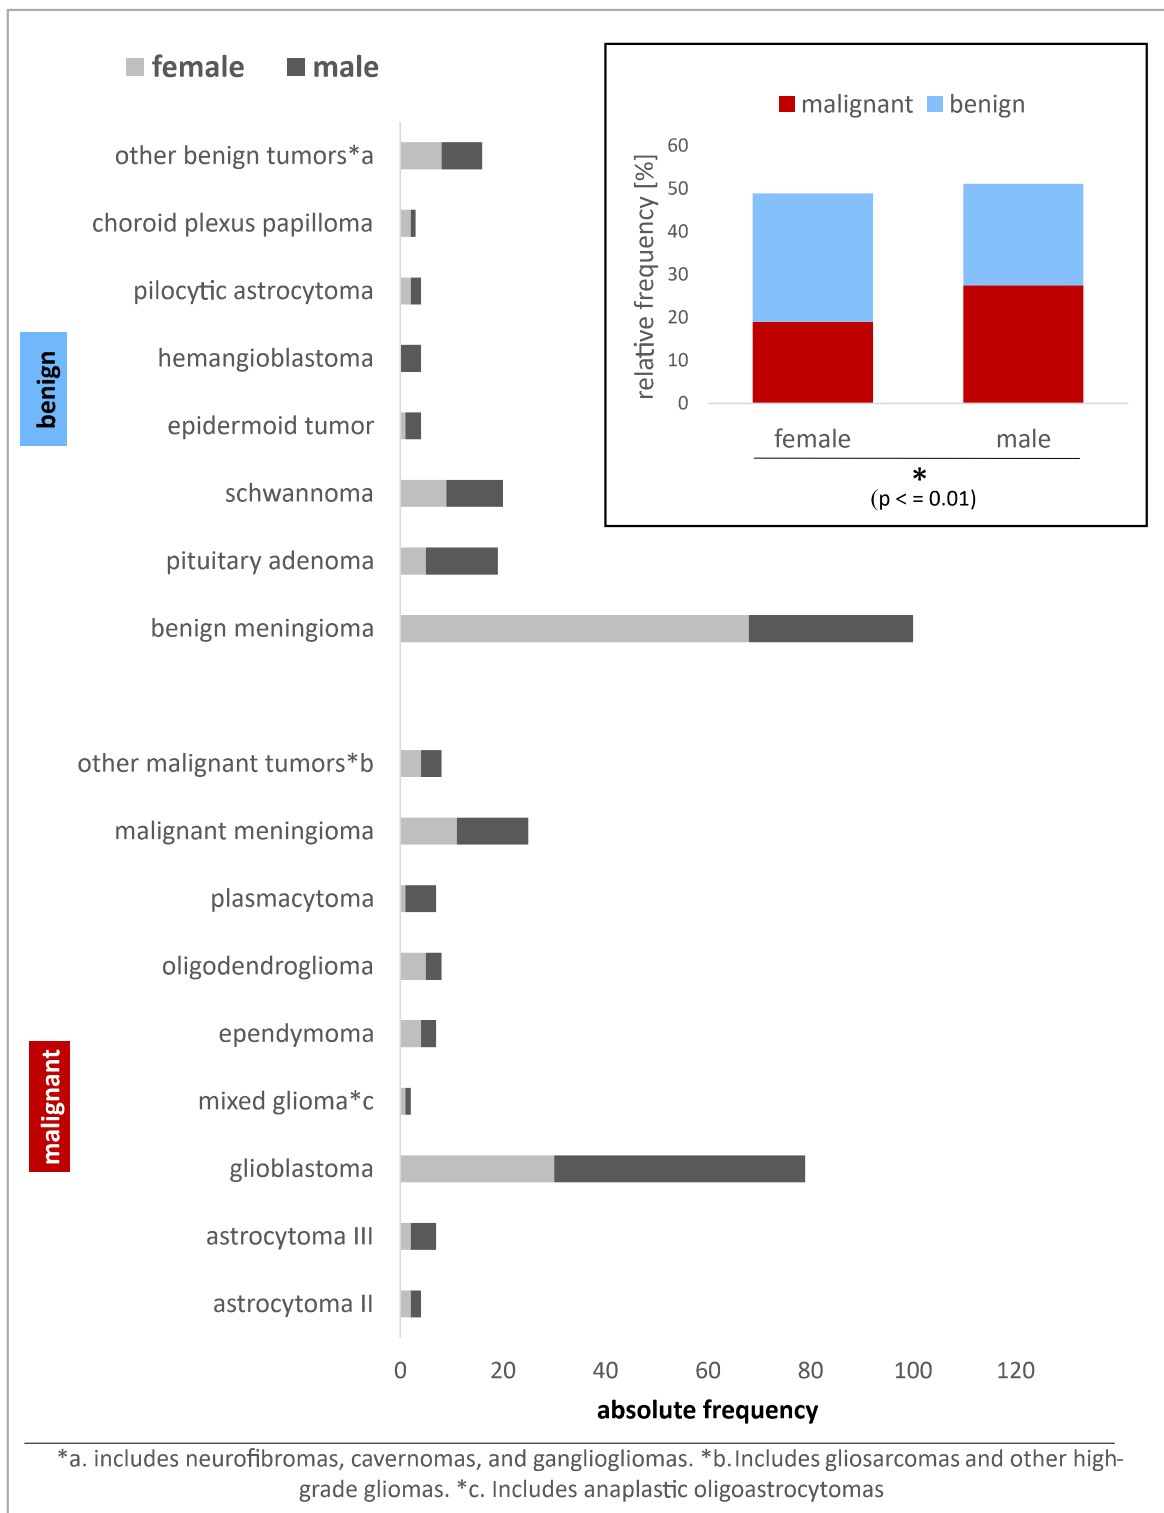 female male
other benign tumors*a
choroid plexus papilloma
pilocytic astrocytoma
hemangioblastoma
epidermoid tumor
schwannoma
pituitary adenoma
benign meningioma
benign
other malignant tumors*b
malignant meningioma
plasmacytoma
oligodendroglioma
ependymoma
mixed glioma*c
glioblastoma
astrocytoma III
astrocytoma II
malignant
0 20 40 60 80 100 120
absolute frequency
malignant benign
relative frequency [%]
60
50
40
30
20
10
0
female male
*
(p < = 0.01)
*a. includes neurofibromas, cavernomas, and gangliogliomas. *b.Includes gliosarcomas and other high-
grade gliomas. *c. Includes anaplastic oligoastrocytomas